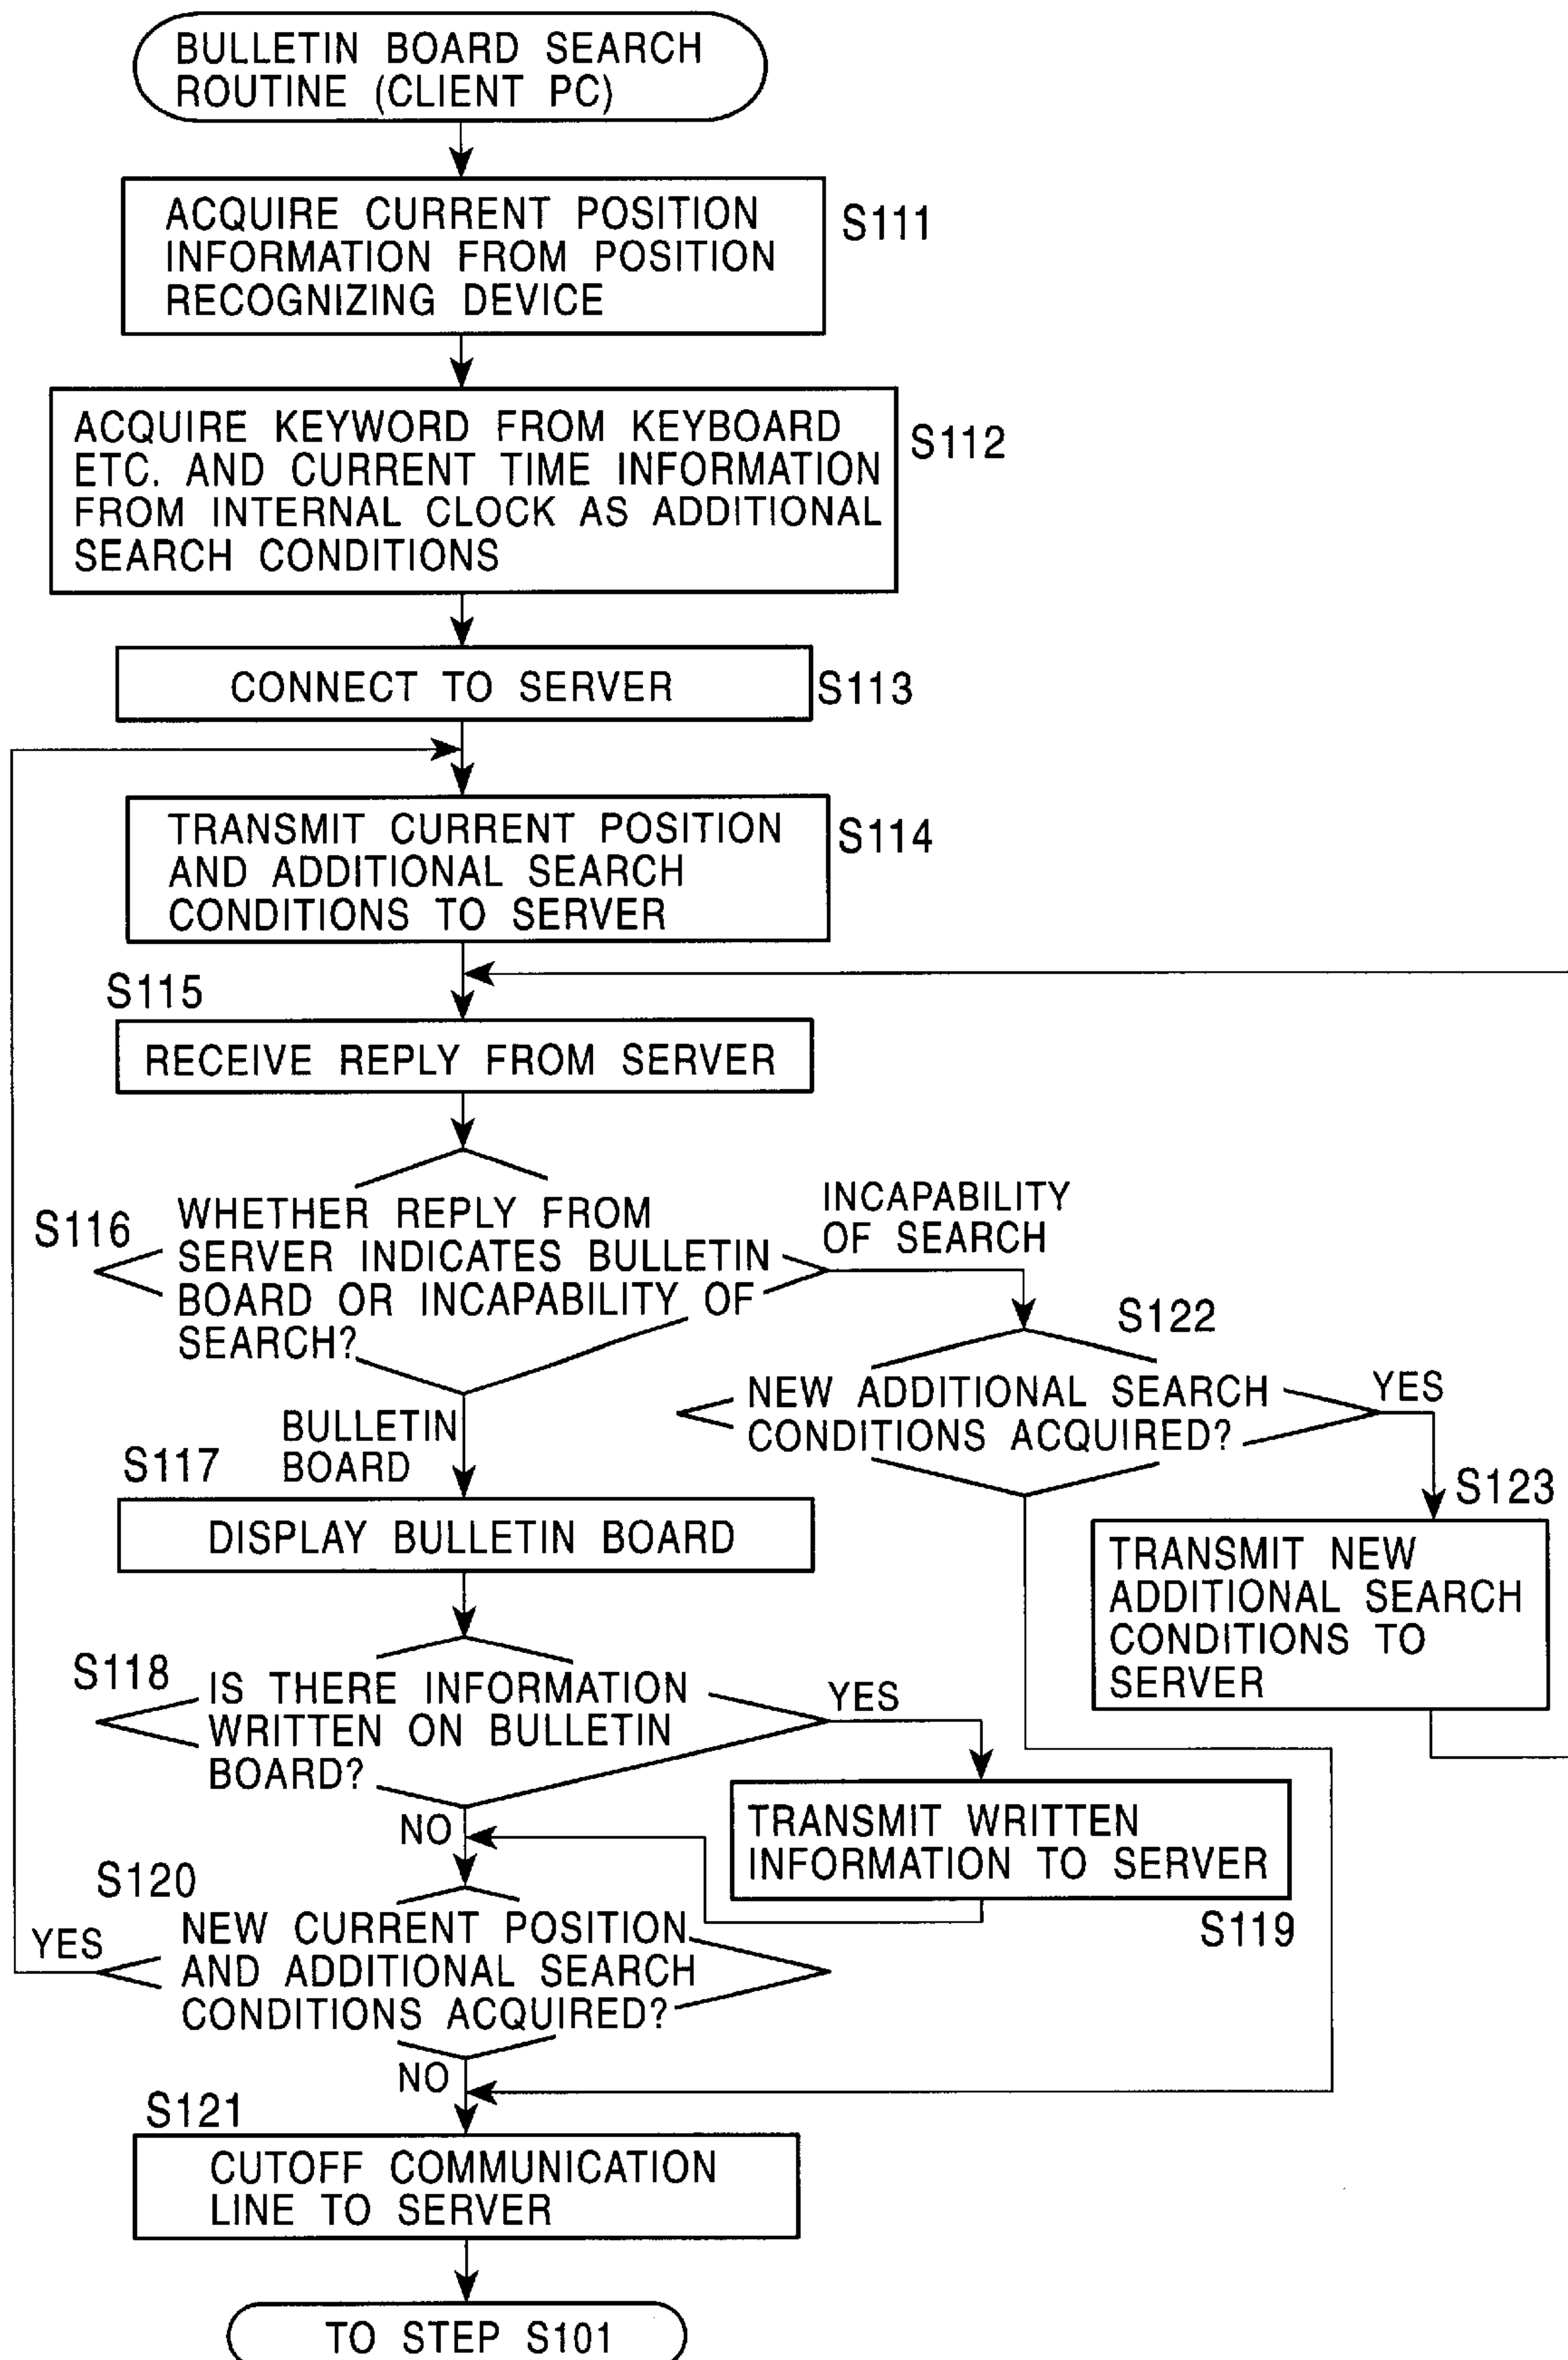 BULLETIN BOARD SEARCH
ROUTINE (CLIENT PC)
ACQUIRE CURRENT POSITION
INFORMATION FROM POSITION
RECOGNIZING DEVICE
S111
ACQUIRE KEYWORD FROM KEYBOARD
ETC. AND CURRENT TIME INFORMATION
FROM INTERNAL CLOCK AS ADDITIONAL
SEARCH CONDITIONS
S112
CONNECT TO SERVER
S113
TRANSMIT CURRENT POSITION
AND ADDITIONAL SEARCH
CONDITIONS TO SERVER
S114
S115
RECEIVE REPLY FROM SERVER
S116
WHETHER REPLY FROM
SERVER INDICATES BULLETIN
BOARD OR INCAPABILITY OF
SEARCH?
INCAPABILITY
OF SEARCH
S122
NEW ADDITIONAL SEARCH
CONDITIONS ACQUIRED?
YES
BULLETIN
BOARD
S117
DISPLAY BULLETIN BOARD
S123
TRANSMIT NEW
ADDITIONAL SEARCH
CONDITIONS TO
SERVER
S118
IS THERE INFORMATION
WRITTEN ON BULLETIN
BOARD?
YES
NO
TRANSMIT WRITTEN
INFORMATION TO SERVER
S119
S120
NEW CURRENT POSITION
AND ADDITIONAL SEARCH
CONDITIONS ACQUIRED?
YES
NO
S121
CUTOFF COMMUNICATION
LINE TO SERVER
TO STEP S101